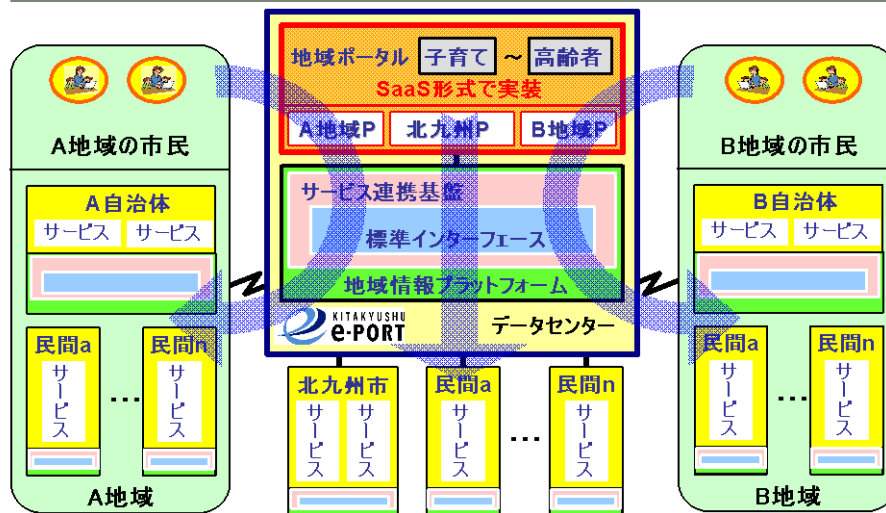 地域ポータル 子育て ～ 高齢者
SaaS形式で実装
A地域P 北九州P B地域P
サービス連携基盤
標準インターフェース
地域情報プラットフォーム
KITAKYUSHU
e-PORT
データセンター
A地域の市民
A自治体
サービス サービス
民間a 民間n
サービス … サービス
A地域
北九州市 民間a 民間n
サービス サービス サービス … サービス
B地域の市民
B自治体
サービス サービス
民間a 民間n
サービス … サービス
B地域